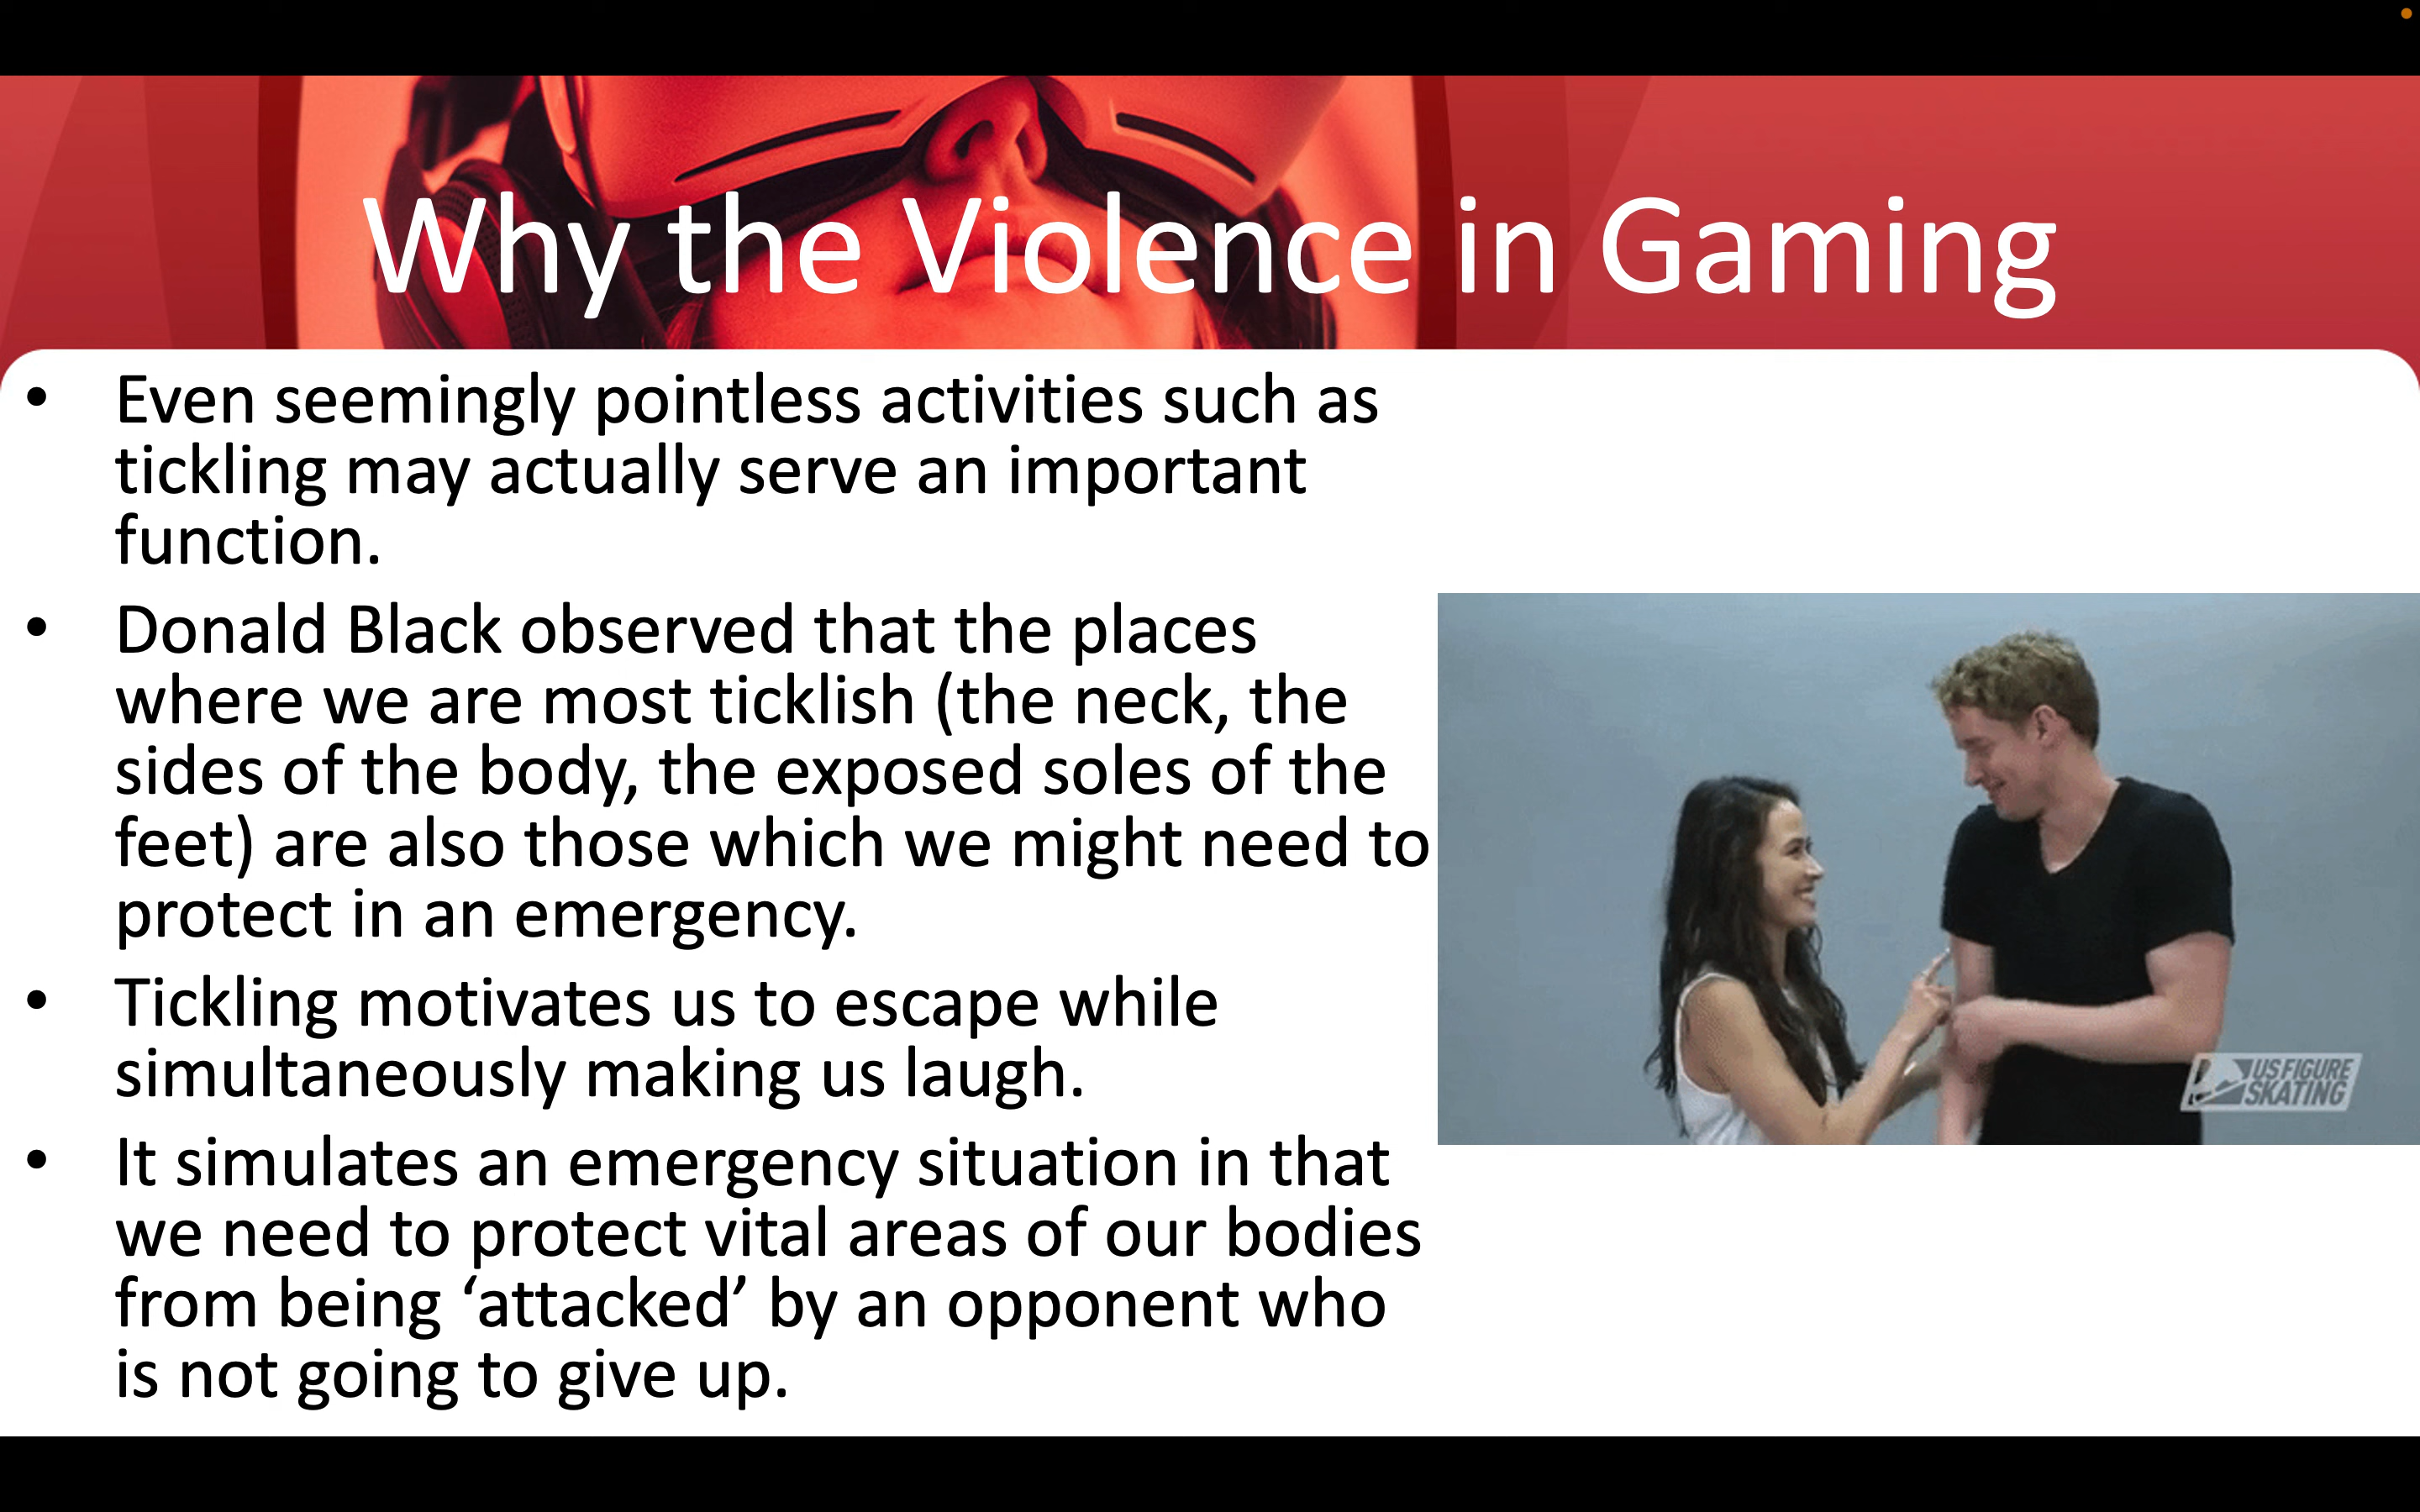 Why the Violence in Gaming
• Even seemingly pointless activities such as
tickling may actually serve an important
function.
• Donald Black observed that the places
where we are most ticklish (the neck, the
sides of the body, the exposed soles of the
feet) are also those which we might need to
protect in an emergency.
• Tickling motivates us to escape while
simultaneously making us laugh.
• It simulates an emergency situation in that
we need to protect vital areas of our bodies
from being ‘attacked’ by an opponent who
is not going to give up.
US FIGURE
SKATING